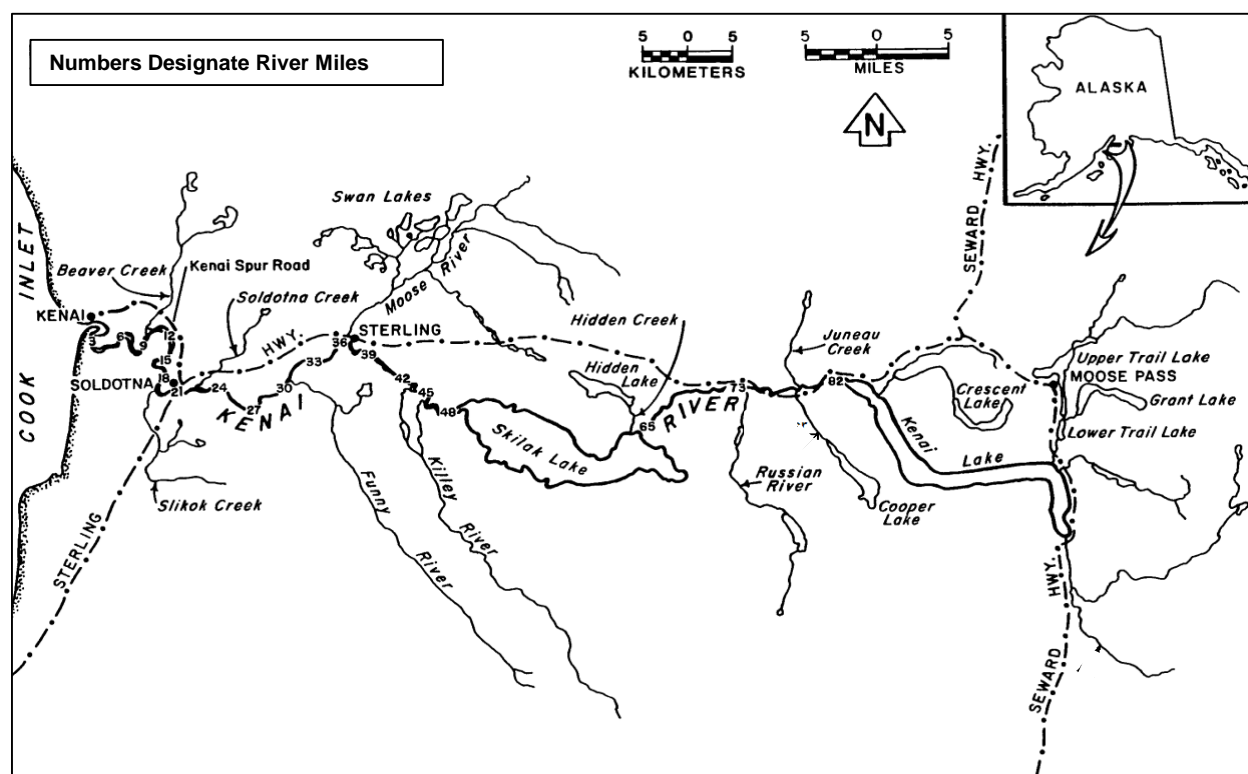 Numbers Designate River Miles
5 0 5
KILOMETERS
5 0 5
MILES
N
ALASKA
SEWARD HWY.
COOK INLET
Swan Lakes
Beaver Creek
Kenai Spur Road
Soldotna Creek
Moose River
KENAI
STERLING
HWY.
Hidden Creek
Hidden Lake
Juneau Creek
Upper Trail Lake
MOOSE PASS
Grant Lake
Crescent Lake
Lower Trail Lake
SOLDOTNA
3
6
9
12
15
18
21
24
27
30
33
36
39
42
45
48
65
73
82
KENAI RIVER
Skilak Lake
Kenai Lake
Russian River
Cooper Lake
Slikok Creek
Funny River
Killey River
STERLING
COOK INLET
SEWARD HWY.